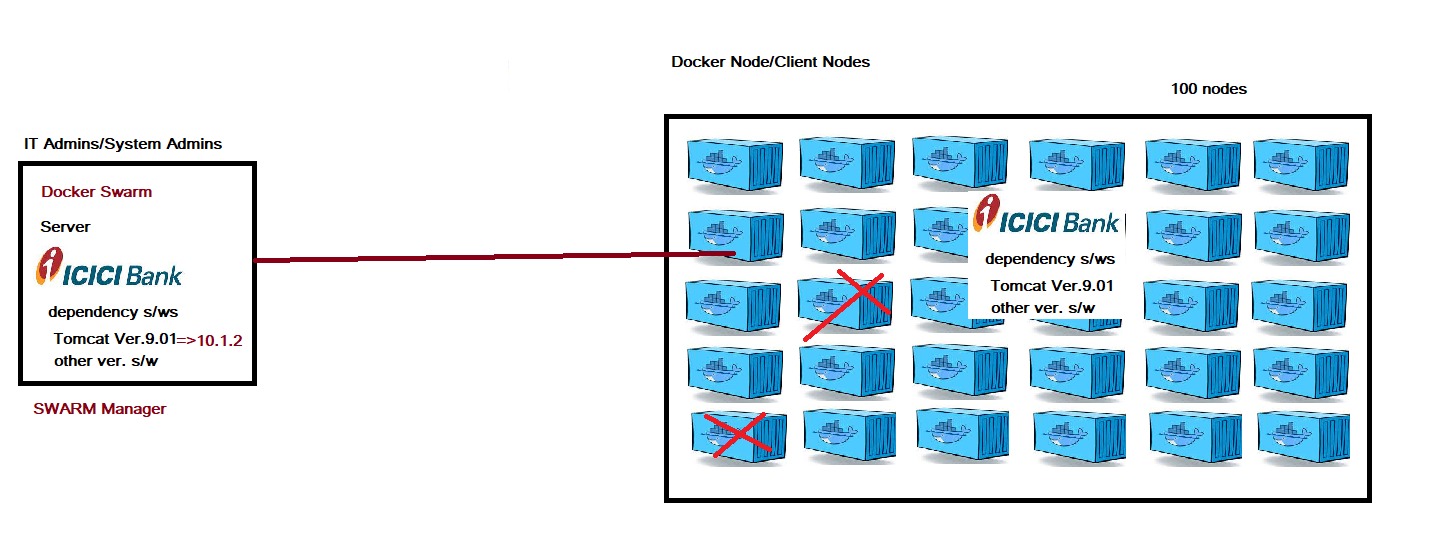 Docker Node/Client Nodes
100 nodes
IT Admins/System Admins
Docker Swarm
Server
ICICI Bank
dependency s/ws
Tomcat Ver.9.01=>10.1.2
other ver. s/w
SWARM Manager
ICICI Bank
dependency s/ws
Tomcat Ver.9.01
other ver. s/w